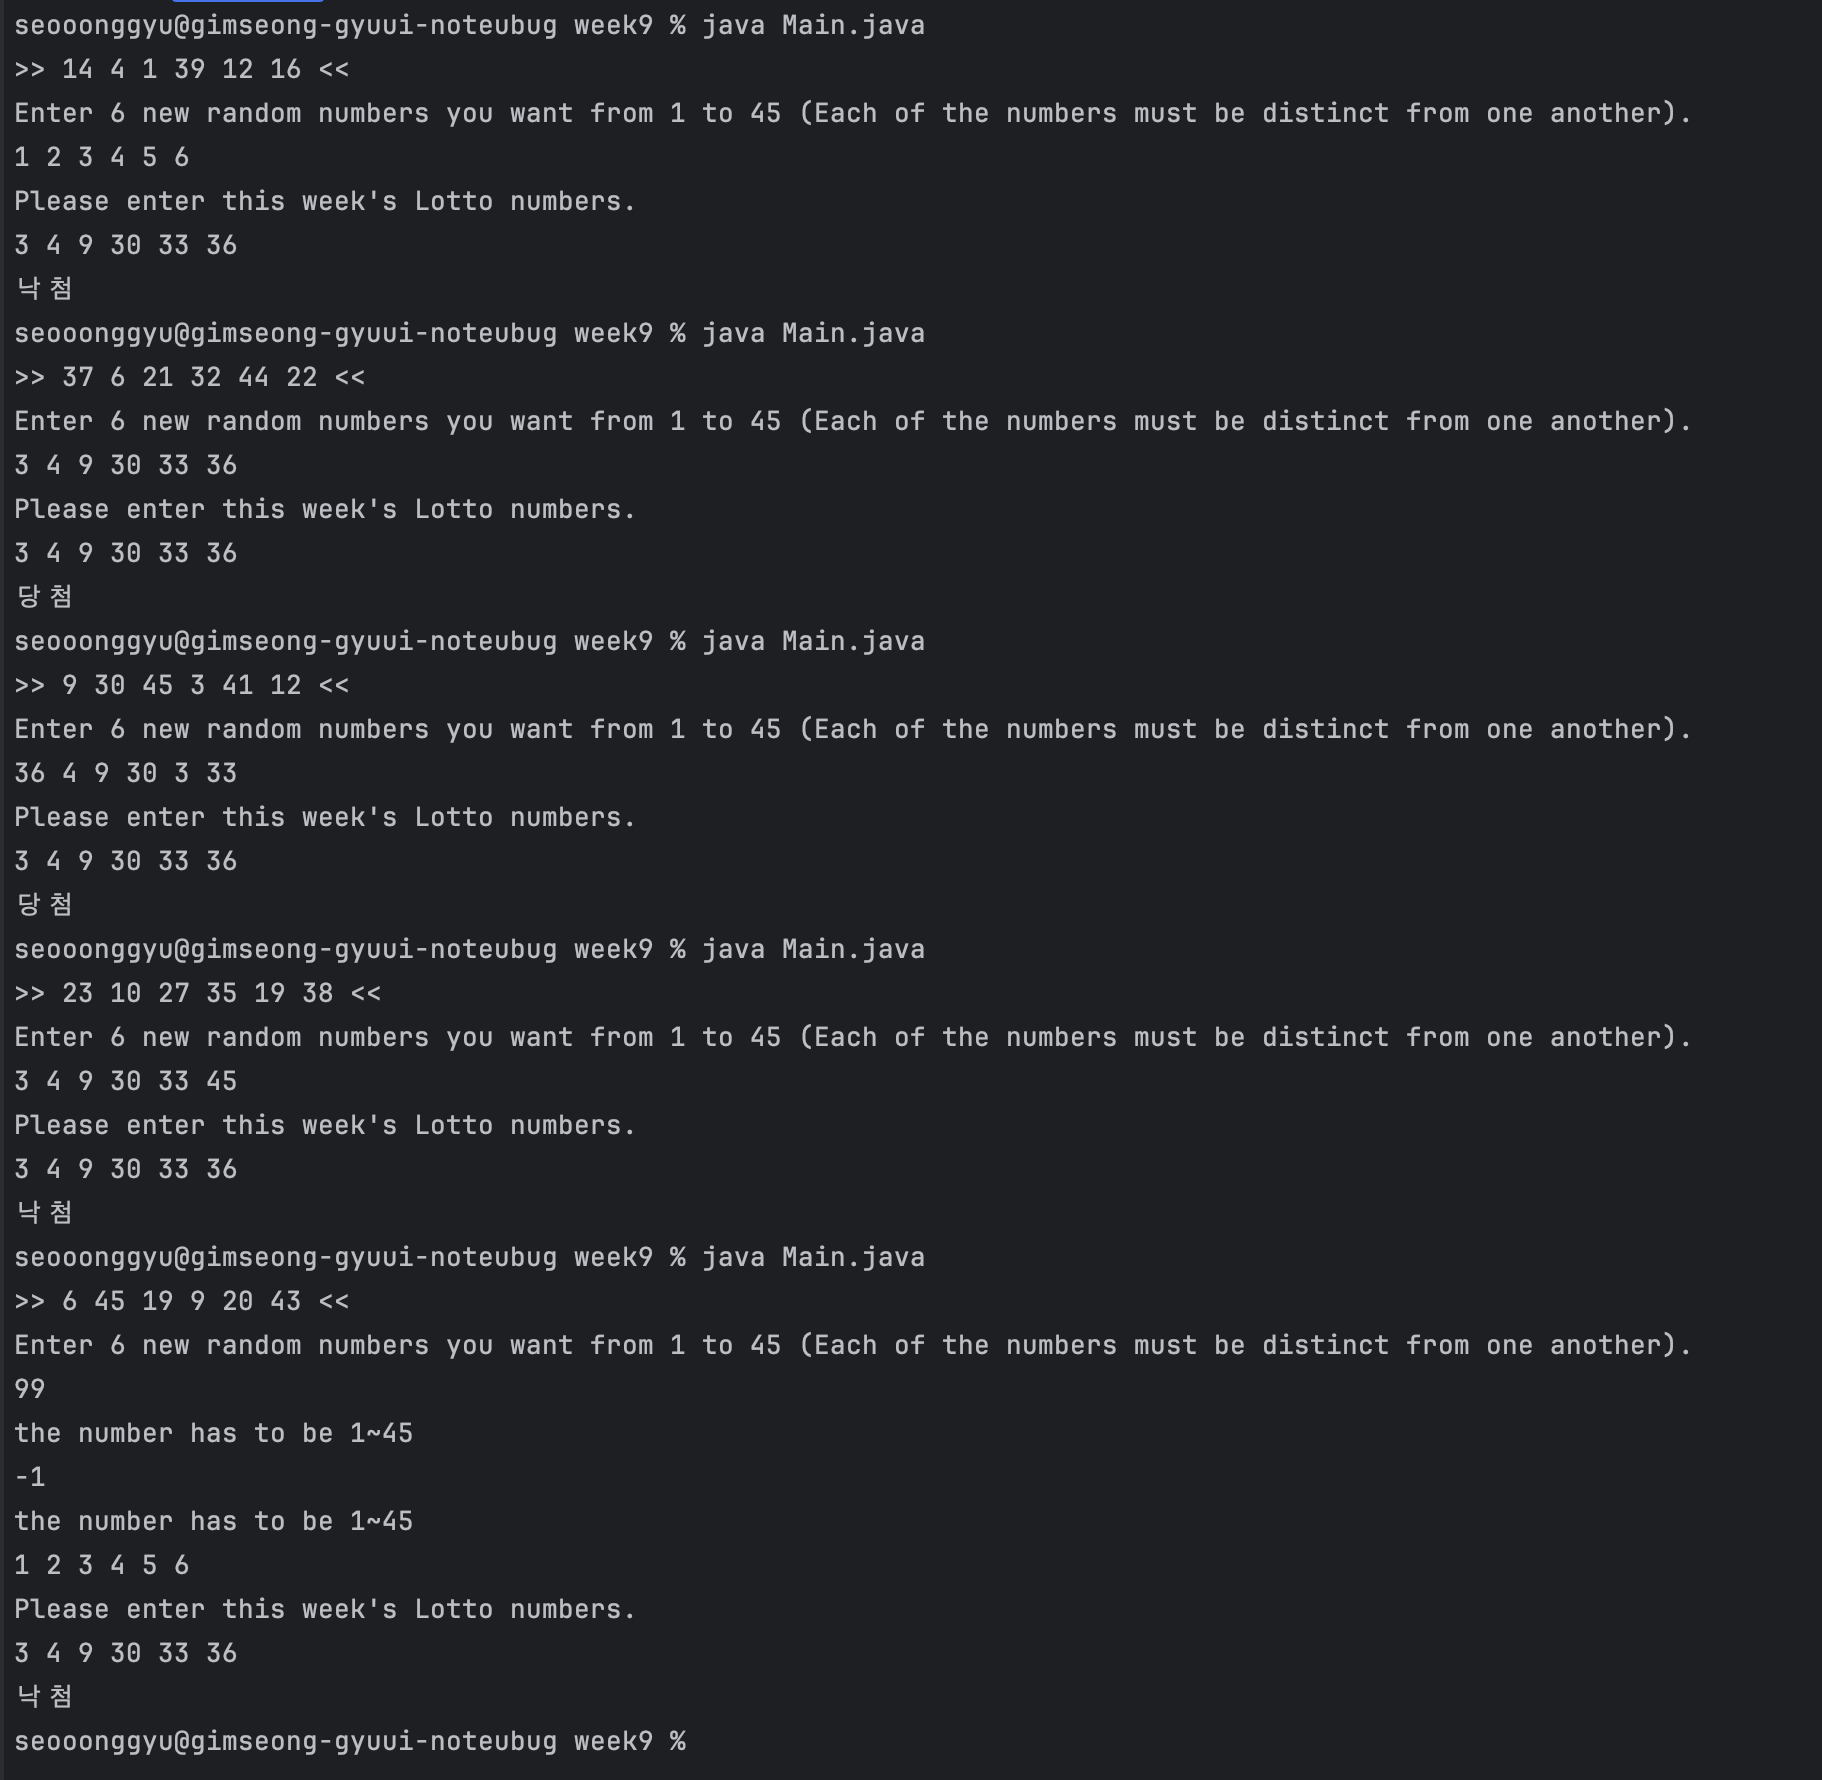 seooonggyu@gimseong-gyuui-noteubug week9 % java Main.java
>> 14 4 1 39 12 16 <<
Enter 6 new random numbers you want from 1 to 45 (Each of the numbers must be distinct from one another).
1 2 3 4 5 6
Please enter this week's Lotto numbers.
3 4 9 30 33 36
낙첨
seooonggyu@gimseong-gyuui-noteubug week9 % java Main.java
>> 37 6 21 32 44 22 <<
Enter 6 new random numbers you want from 1 to 45 (Each of the numbers must be distinct from one another).
3 4 9 30 33 36
Please enter this week's Lotto numbers.
3 4 9 30 33 36
당첨
seooonggyu@gimseong-gyuui-noteubug week9 % java Main.java
>> 9 30 45 3 41 12 <<
Enter 6 new random numbers you want from 1 to 45 (Each of the numbers must be distinct from one another).
36 4 9 30 3 33
Please enter this week's Lotto numbers.
3 4 9 30 33 36
당첨
seooonggyu@gimseong-gyuui-noteubug week9 % java Main.java
>> 23 10 27 35 19 38 <<
Enter 6 new random numbers you want from 1 to 45 (Each of the numbers must be distinct from one another).
3 4 9 30 33 45
Please enter this week's Lotto numbers.
3 4 9 30 33 36
낙첨
seooonggyu@gimseong-gyuui-noteubug week9 % java Main.java
>> 6 45 19 9 20 43 <<
Enter 6 new random numbers you want from 1 to 45 (Each of the numbers must be distinct from one another).
99
the number has to be 1~45
-1
the number has to be 1~45
1 2 3 4 5 6
Please enter this week's Lotto numbers.
3 4 9 30 33 36
낙첨
seooonggyu@gimseong-gyuui-noteubug week9 %